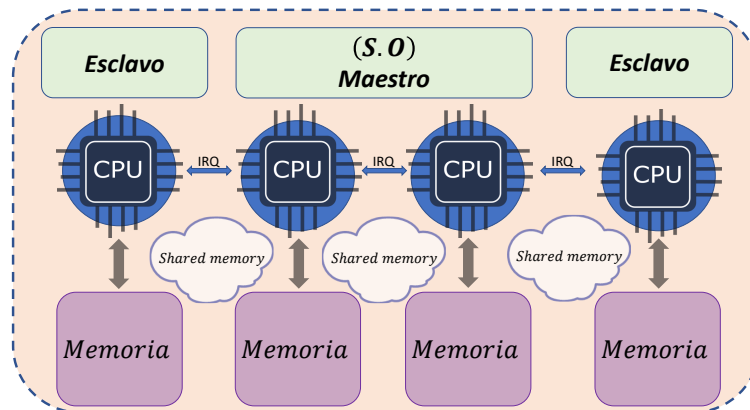 Esclavo
(S.O)
Maestro
Esclavo
CPU
IRQ
CPU
IRQ
CPU
IRQ
CPU
Shared memory
Shared memory
Shared memory
Memoria
Memoria
Memoria
Memoria